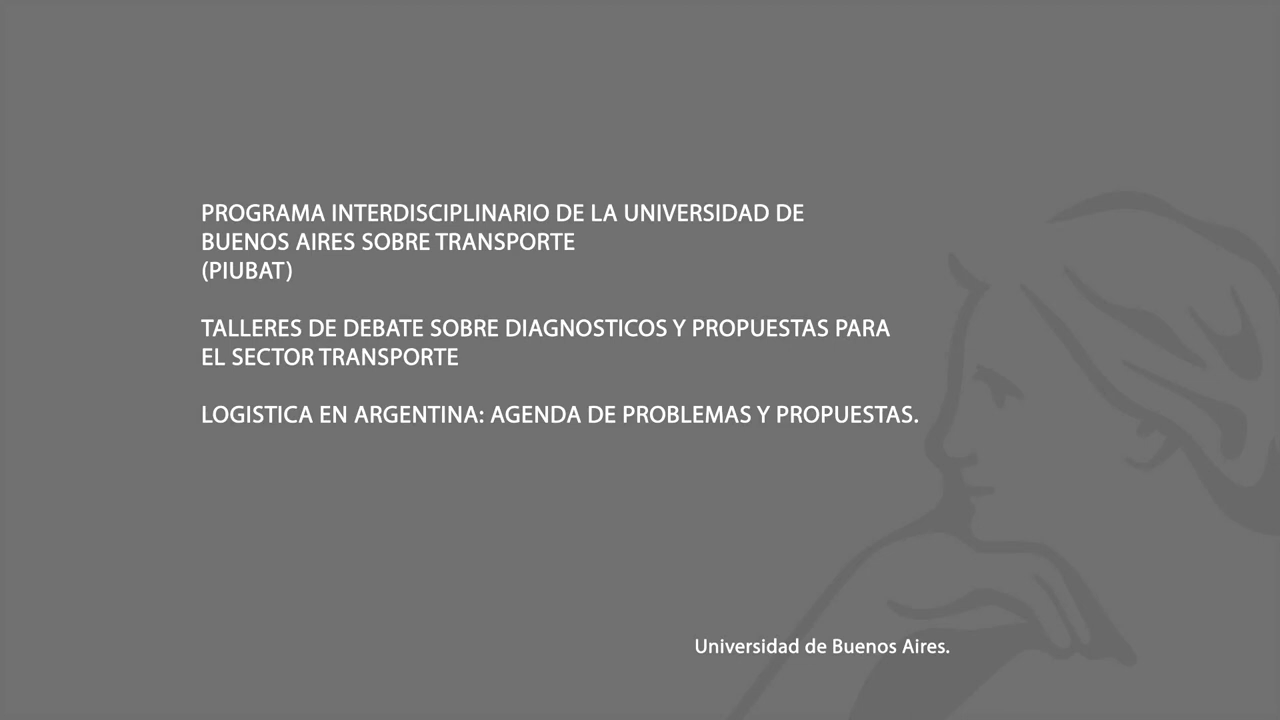 PROGRAMA INTERDISCIPLINARIO DE LA UNIVERSIDAD DE
BUENOS AIRES SOBRE TRANSPORTE
(PIUBAT)
TALLERES DE DEBATE SOBRE DIAGNOSTICOS Y PROPUESTAS PARA
EL SECTOR TRANSPORTE
LOGISTICA EN ARGENTINA: AGENDA DE PROBLEMAS Y PROPUESTAS.
Universidad de Buenos Aires.